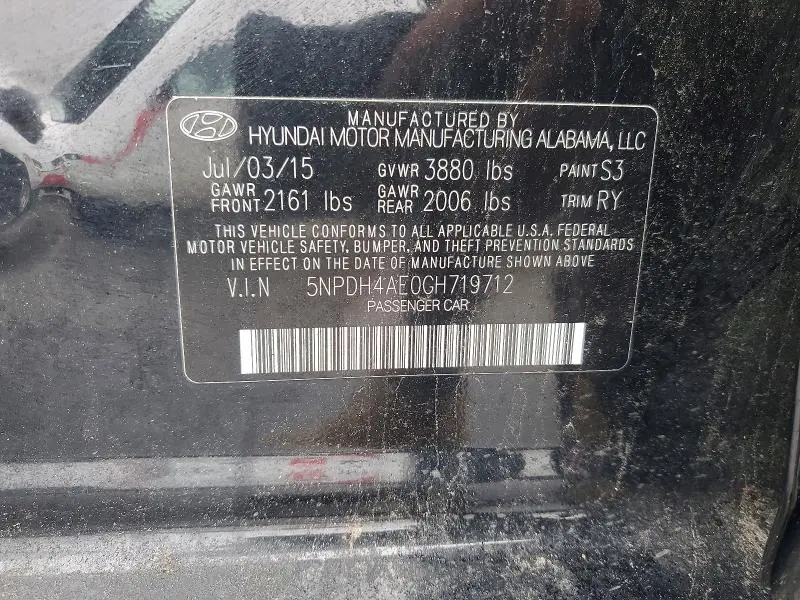 MANUFACTURED BY
HYUNDAI MOTOR MANUFACTURING ALABAMA, LLC
Jul/03/15 GVWR 3880 lbs PAINT S3
GAWR FRONT 2161 lbs GAWR REAR 2006 lbs TRIM RY
THIS VEHICLE CONFORMS TO ALL APPLICABLE U.S.A. FEDERAL
MOTOR VEHICLE SAFETY, BUMPER, AND THEFT PREVENTION STANDARDS
IN EFFECT ON THE DATE OF MANUFACTURE SHOWN ABOVE
V.I.N 5NPDH4AE0GH719712
PASSENGER CAR